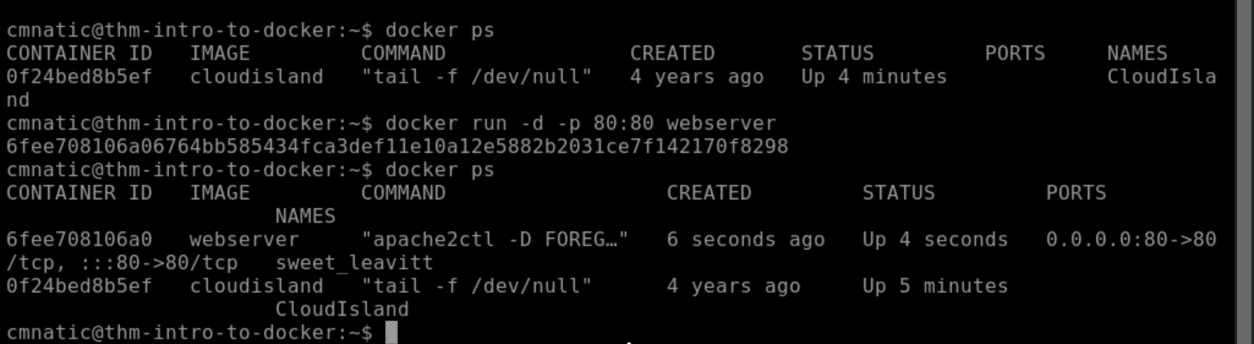 cmnatic@thm-intro-to-docker:~$ docker ps
CONTAINER ID   IMAGE         COMMAND               CREATED       STATUS         PORTS     NAMES
0f24bed8b5ef   cloudisland   "tail -f /dev/null"   4 years ago   Up 4 minutes             CloudIsla
nd
cmnatic@thm-intro-to-docker:~$ docker run -d -p 80:80 webserver
6fee708106a06764bb585434fca3def11e10a12e5882b2031ce7f142170f8298
cmnatic@thm-intro-to-docker:~$ docker ps
CONTAINER ID   IMAGE         COMMAND                  CREATED         STATUS         PORTS
                      NAMES
6fee708106a0   webserver     "apache2ctl -D FOREG…"   6 seconds ago   Up 4 seconds   0.0.0.0:80->80
/tcp, :::80->80/tcp   sweet_leavitt
0f24bed8b5ef   cloudisland   "tail -f /dev/null"      4 years ago     Up 5 minutes
                      CloudIsland
cmnatic@thm-intro-to-docker:~$